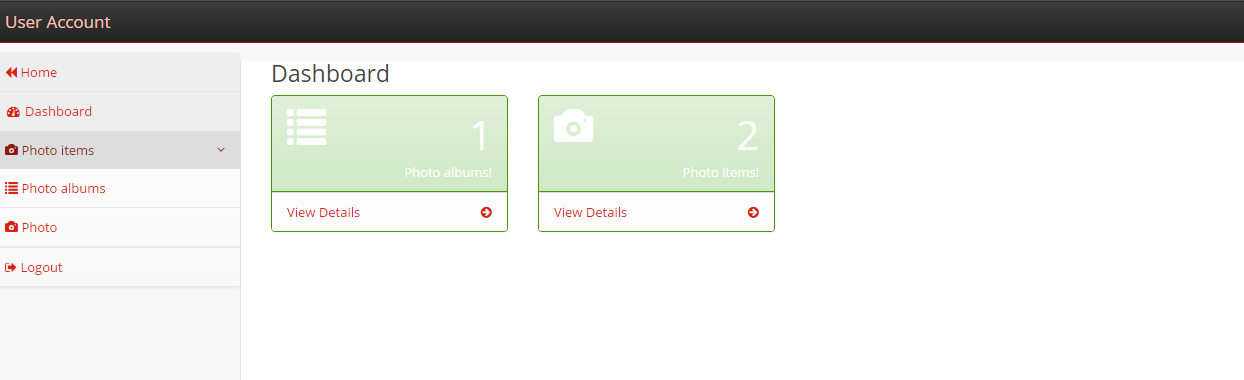 User Account
Home
Dashboard
Photo items
Photo albums
Photo
Logout
Dashboard
1
Photo albums!
View Details
2
Photo items!
View Details